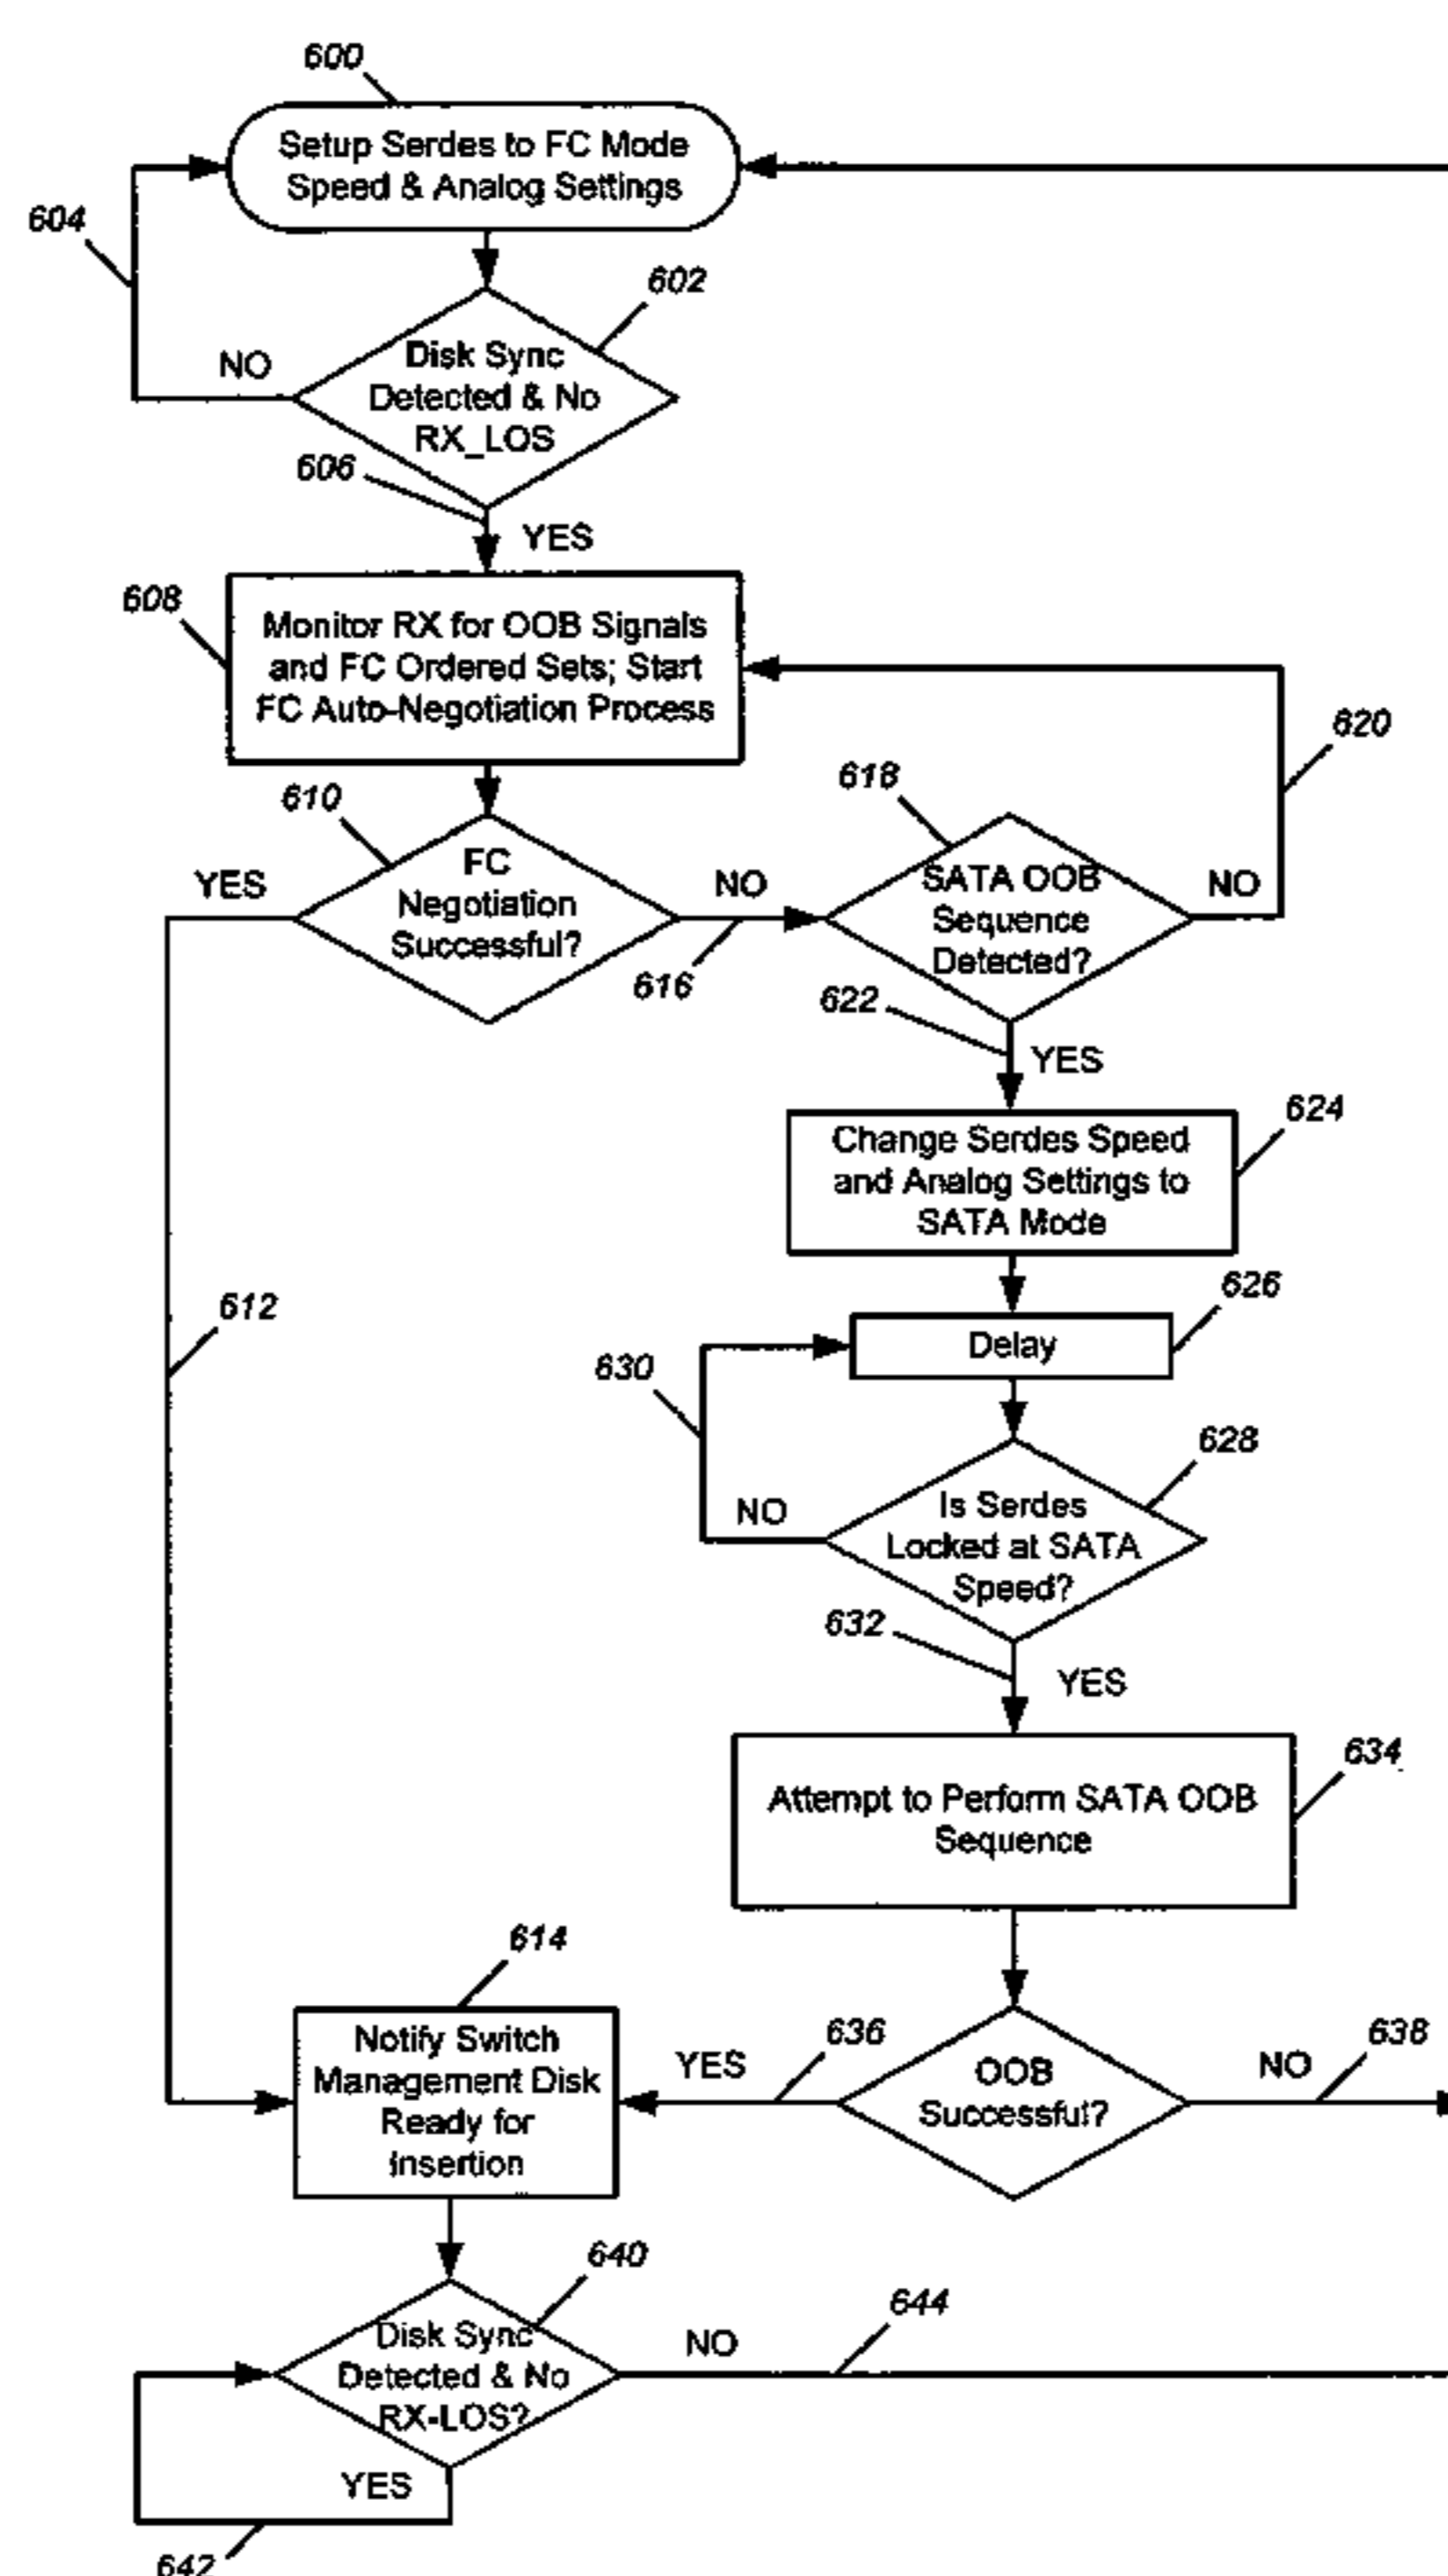 600
Setup Serdes to FC Mode
Speed & Analog Settings
604
602
NO
Disk Sync
Detected & No
RX_LOS
606
YES
608
Monitor RX for OOB Signals
and FC Ordered Sets; Start
FC Auto-Negotiation Process
620
610
618
YES
FC
Negotiation
Successful?
NO
616
SATA OOB
Sequence
Detected?
NO
622
YES
624
Change Serdes Speed
and Analog Settings to
SATA Mode
612
626
Delay
630
628
NO
Is Serdes
Locked at SATA
Speed?
632
YES
634
Attempt to Perform SATA OOB
Sequence
614
Notify Switch
Management Disk
Ready for
Insertion
YES
636
OOB
Successful?
NO
638
640
Disk Sync
Detected & No
RX-LOS?
NO
644
YES
642